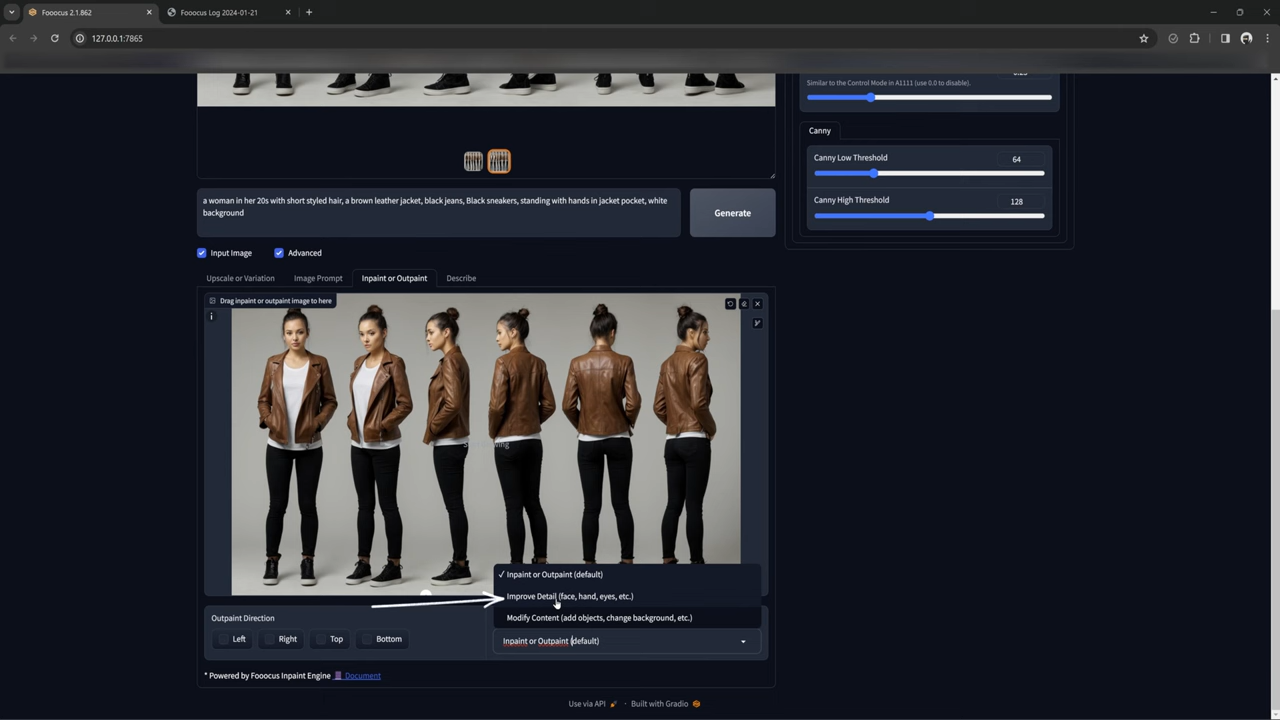 Fooocus 2.1.862
Fooocus Log 2024-01-21
127.0.0.1:7865
Similar to the Control Mode in A1111 (use 0.0 to disable).
Canny
Canny Low Threshold
64
Canny High Threshold
128
a woman in her 20s with short styled hair, a brown leather jacket, black jeans, Black sneakers, standing with hands in jacket pocket, white
background
Generate
Input Image
Advanced
Upscale or Variation
Image Prompt
Inpaint or Outpaint
Describe
Drag inpaint or outpaint image to here
Inpaint or Outpaint (default)
Improve Detail (face, hand, eyes, etc.)
Modify Content (add objects, change background, etc.)
Outpaint Direction
Left
Right
Top
Bottom
Inpaint or Outpaint (default)
* Powered by Fooocus Inpaint Engine Document
Use via API · Built with Gradio